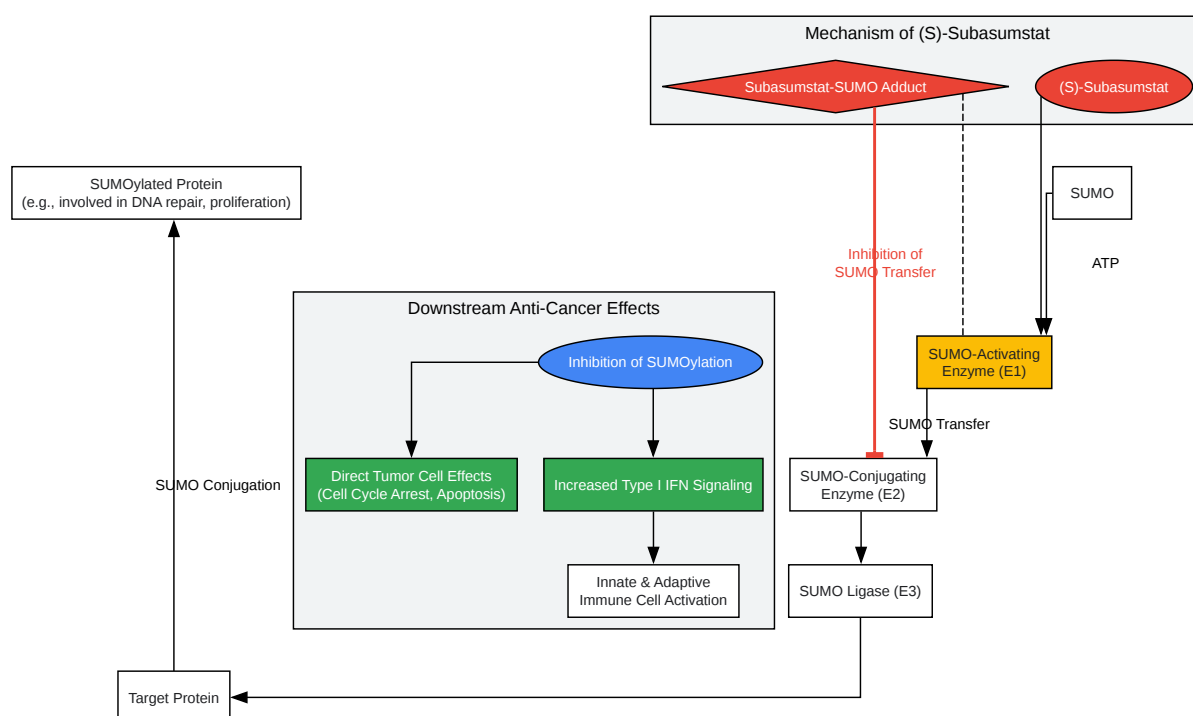 Mechanism of (S)-Subasumstat
Subasumstat-SUMO Adduct
(S)-Subasumstat
SUMOylated Protein
(e.g., involved in DNA repair, proliferation)
SUMO
Inhibition of
SUMO Transfer
ATP
Downstream Anti-Cancer Effects
Inhibition of SUMOylation
SUMO-Activating
Enzyme (E1)
SUMO Transfer
Direct Tumor Cell Effects
(Cell Cycle Arrest, Apoptosis)
Increased Type I IFN Signaling
SUMO-Conjugating
Enzyme (E2)
SUMO Conjugation
Innate & Adaptive
Immune Cell Activation
SUMO Ligase (E3)
Target Protein